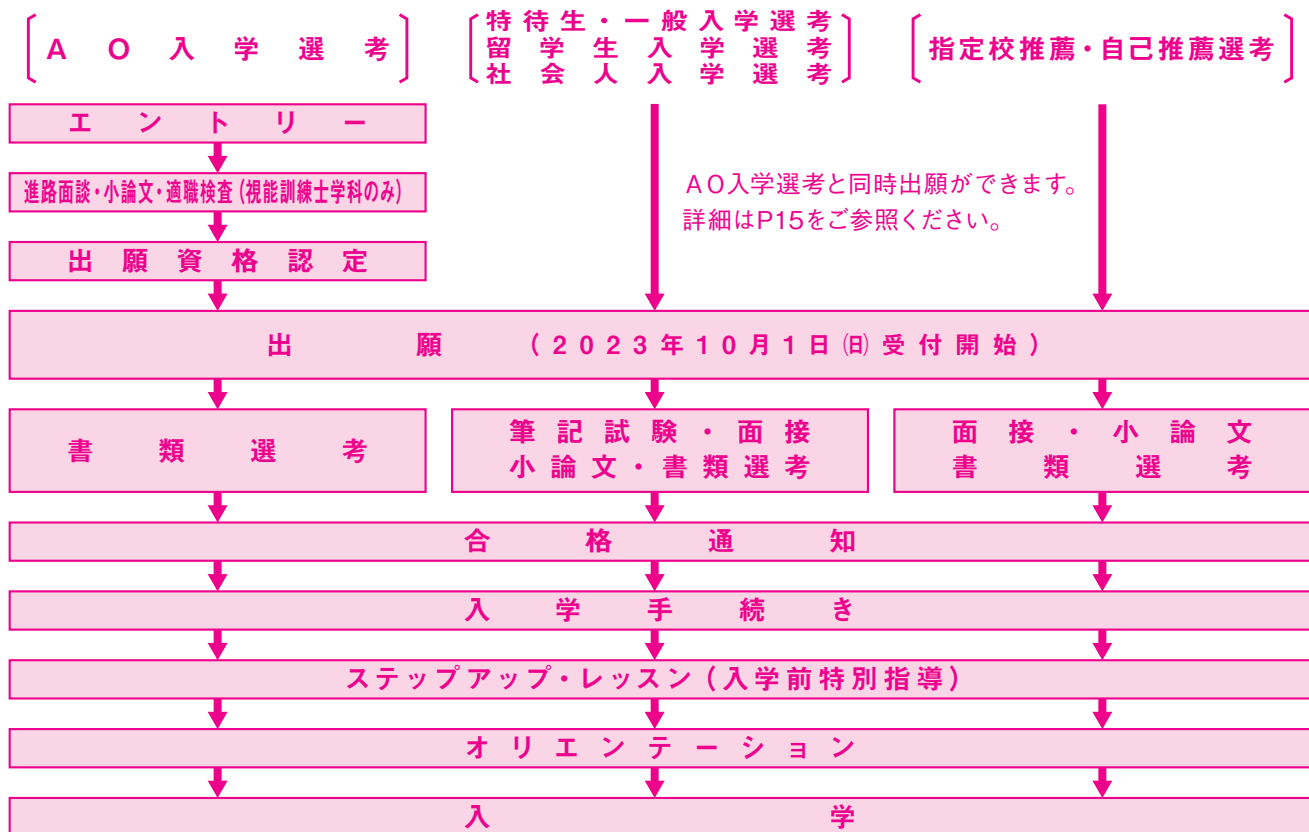 AO入学選考
特待生・一般入学選考
留学生入学選考
社会人入学選考
指定校推薦・自己推薦選考
エントリー
進路面談・小論文・適職検査(視能訓練士学科のみ)
AO入学選考と同時出願ができます。
詳細はP15をご参照ください。
出願資格認定
出願(2023年10月1日(日)受付開始)
書類選考
筆記試験・面接
小論文・書類選考
面接・小論文
書類選考
合格通知
入学手続き
ステップアップ・レッスン(入学前特別指導)
オリエンテーション
入学